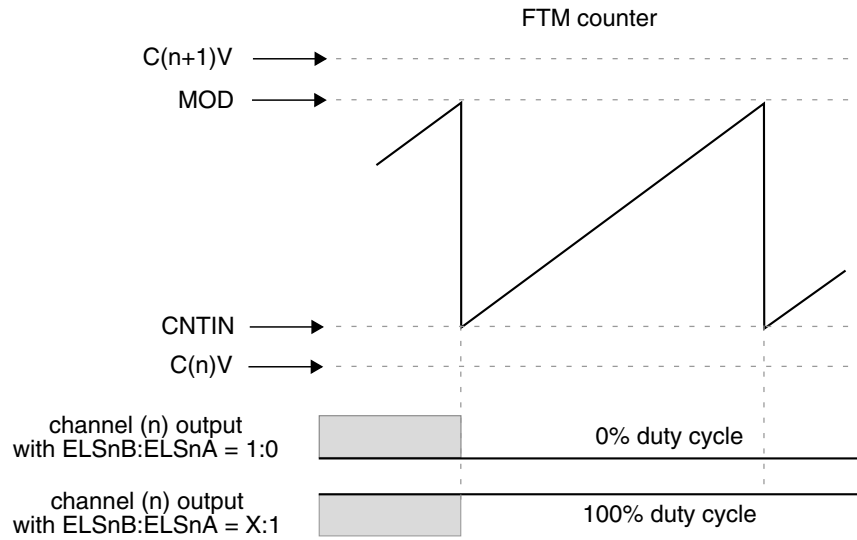 FTM counter
C(n+1)V
MOD
CNTIN
C(n)V
channel (n) output
with ELSnB:ELSnA = 1:0
0% duty cycle
channel (n) output
with ELSnB:ELSnA = X:1
100% duty cycle